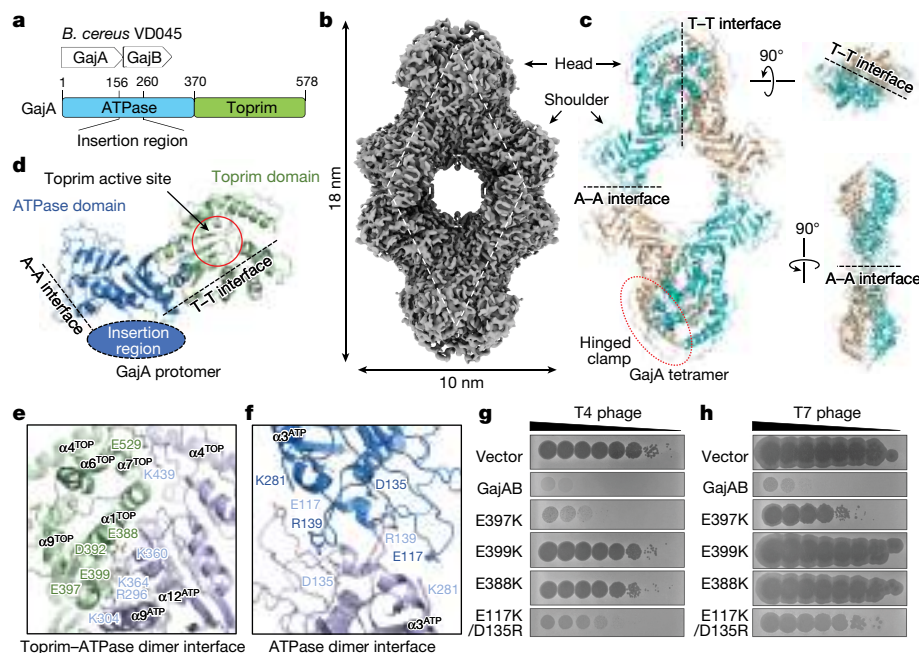 a
B. cereus VD045
GajA GajB
1 156 260 370 578
GajA ATPase Toprim
Insertion region
b
18 nm
10 nm
Head
Shoulder
c
T–T interface
90°
T–T interface
A–A interface
90°
A–A interface
Hinged
clamp
GajA tetramer
d
Toprim active site
Toprim domain
ATPase domain
A–A interface
T–T interface
Insertion
region
GajA protomer
e
α4TOP
E529
α4TOP
α6TOP
α7TOP
K439
α1TOP
α9TOP
E388
D392
K360
E399
K364
E397
R296
α12ATP
K304
α9ATP
Toprim–ATPase dimer interface
f
α3ATP
K281
D135
E117
R139
R139
E117
D135
K281
α3ATP
ATPase dimer interface
g
T4 phage
Vector
GajAB
E397K
E399K
E388K
E117K
/D135R
h
T7 phage
Vector
GajAB
E397K
E399K
E388K
E117K
/D135R